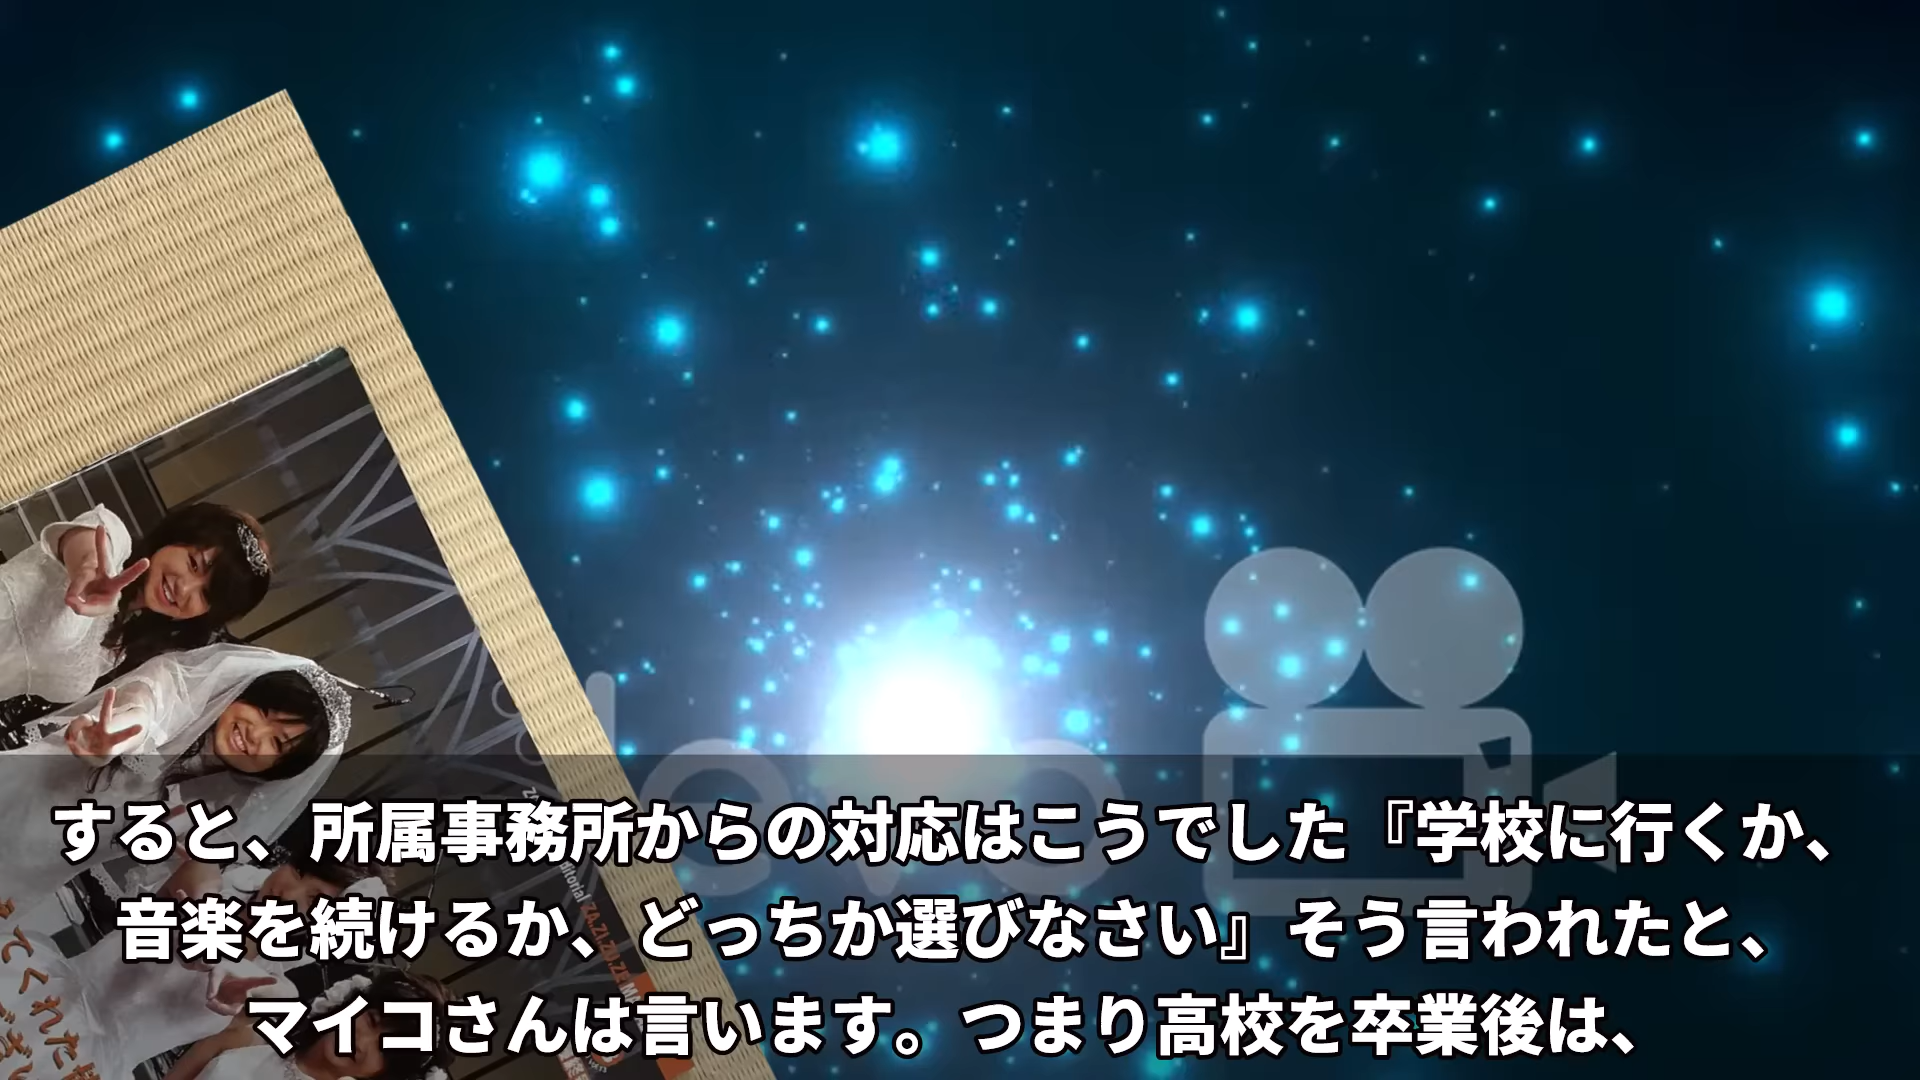 すると、所属事務所からの対応はこうでした『学校に行くか、
音楽を続けるか、どっちか選びなさい』そう言われたと、
マイコさんは言います。つまり高校を卒業後は、